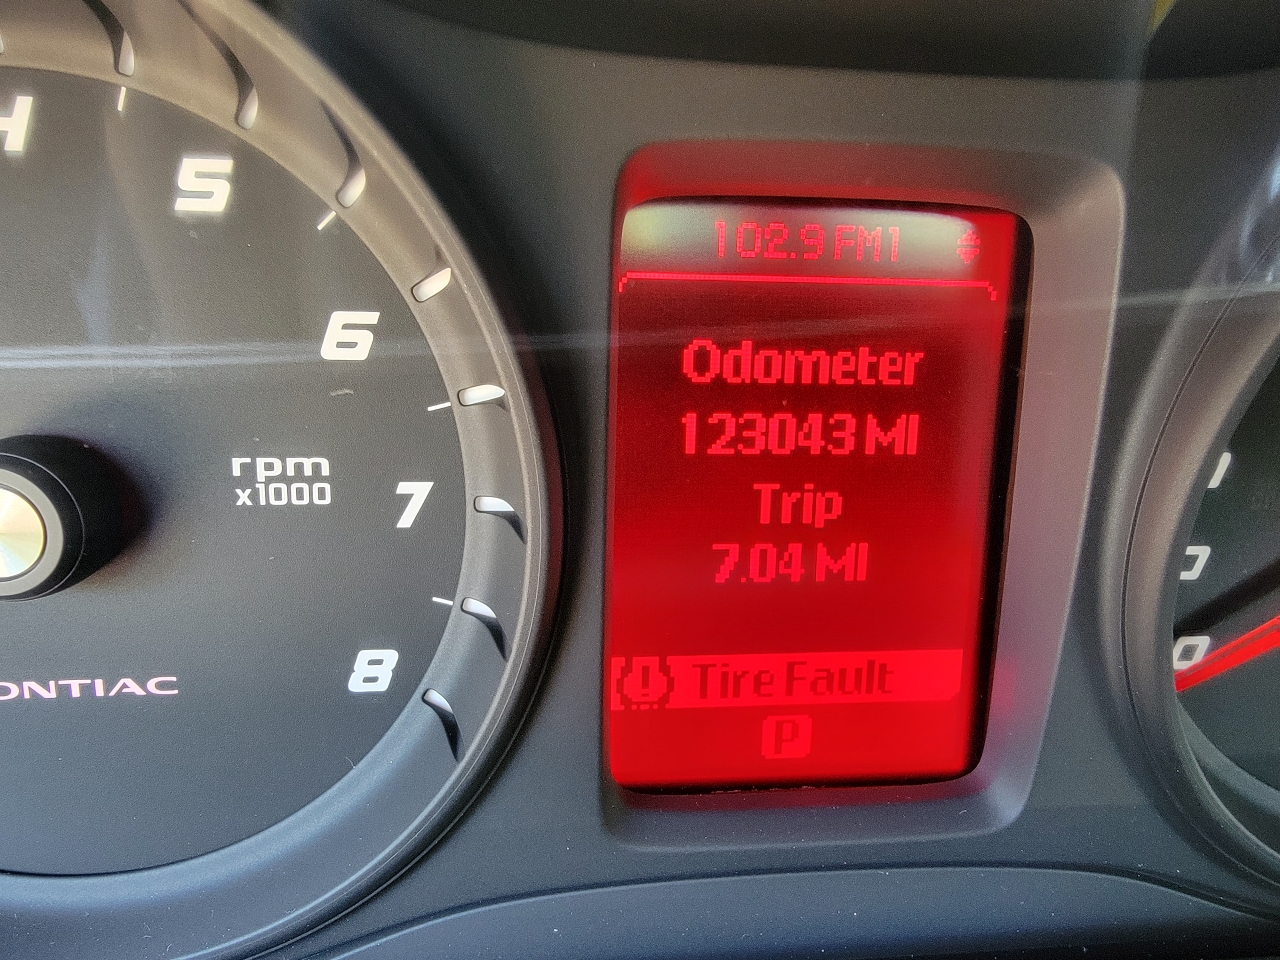 5
6
rpm
x1000
7
8
ONTIAC
102.9 FM1
Odometer
123043 MI
Trip
7.04 MI
Tire Fault
P
0